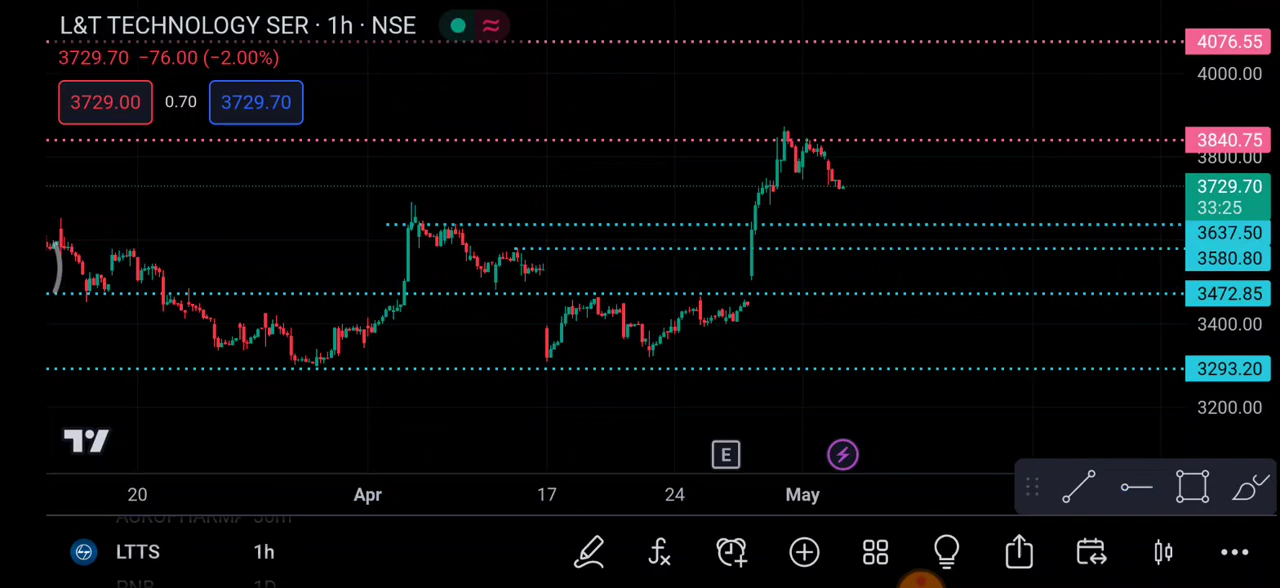 L&T TECHNOLOGY SER · 1h · NSE
4076.55
3729.70 −76.00 (−2.00%)
4000.00
3729.00 0.70 3729.70
3840.75
3800.00
3729.70
33:25
3637.50
3580.80
3472.85
3400.00
3293.20
3200.00
E
20 Apr 17 24 May
LTTS 1h